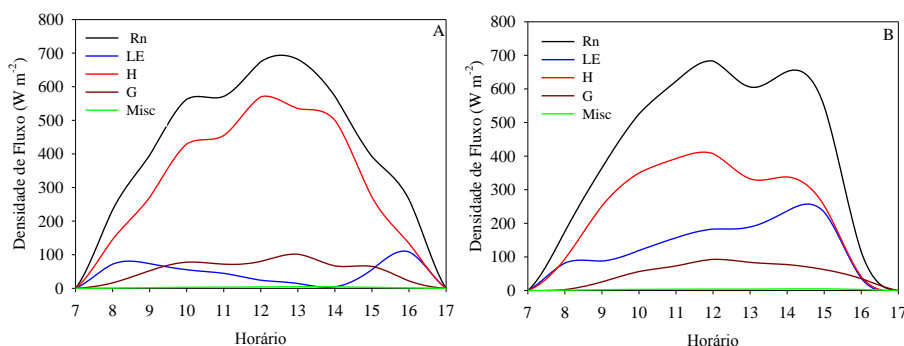 A
Rn
LE
H
G
Misc
Densidade de Fluxo (W m-2)
800
700
600
500
400
300
200
100
0
7 8 9 10 11 12 13 14 15 16 17
Horário
B
Rn
LE
H
G
Misc
Densidade de Fluxo (W m-2)
800
700
600
500
400
300
200
100
0
7 8 9 10 11 12 13 14 15 16 17
Horário